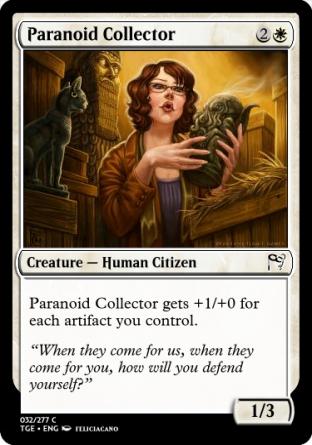 Paranoid Collector 2
Creature — Human Citizen
Paranoid Collector gets +1/+0 for
each artifact you control.
“When they come for us, when they
come for you, how will you defend
yourself?”
1/3
032/277 C
TGE • ENG FELICIACANO